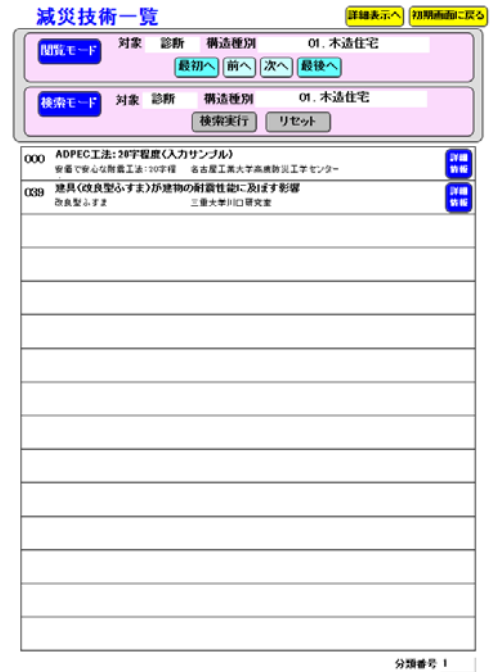 減災技術一覧 詳細表示へ 初期画面に戻る
閲覧モード 対象 診断 構造種別 01. 木造住宅
最初へ 前へ 次へ 最後へ
検索モード 対象 診断 構造種別 01. 木造住宅
検索実行 リセット
000 ADPEC工法:20字程度(入力サンプル) 詳細
安価で安心な耐震工法:20字程 名古屋工業大学高度防災工学センター 情報
039 建具(改良型ふすま)が建物の耐震性能に及ぼす影響 詳細
改良型ふすま 三重大学川口研究室 情報
分類番号 1